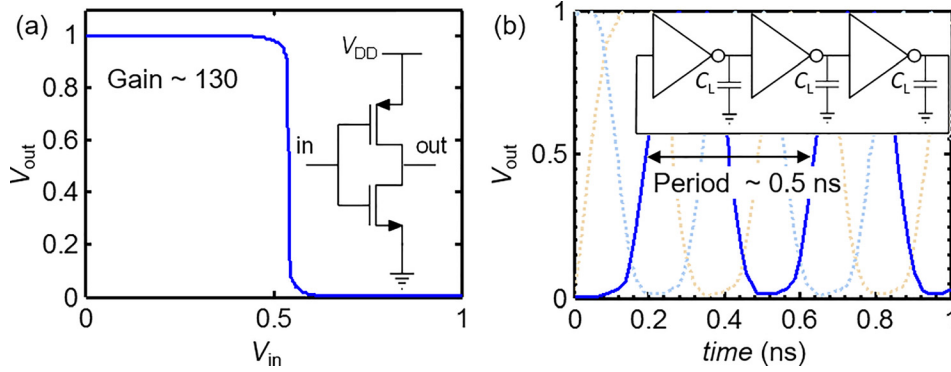 (a)
1.0
0.8
0.6
0.4
0.2
0
V_out
Gain ~ 130
V_DD
in
out
0
0.5
1
V_in
(b)
1
0.5
0
V_out
C_L
C_L
C_L
Period ~ 0.5 ns
0
0.2
0.4
0.6
0.8
1
time (ns)